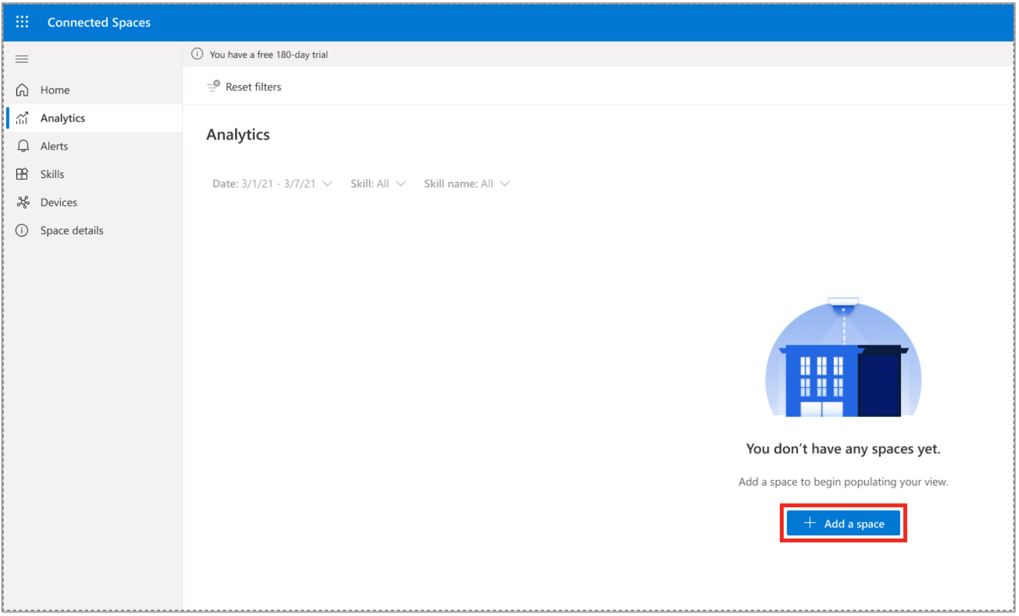 Connected Spaces
You have a free 180-day trial
Home
Analytics
Alerts
Skills
Devices
Space details
Reset filters
Analytics
Date: 3/1/21 - 3/7/21 Skill: All Skill name: All
You don’t have any spaces yet.
Add a space to begin populating your view.
Add a space